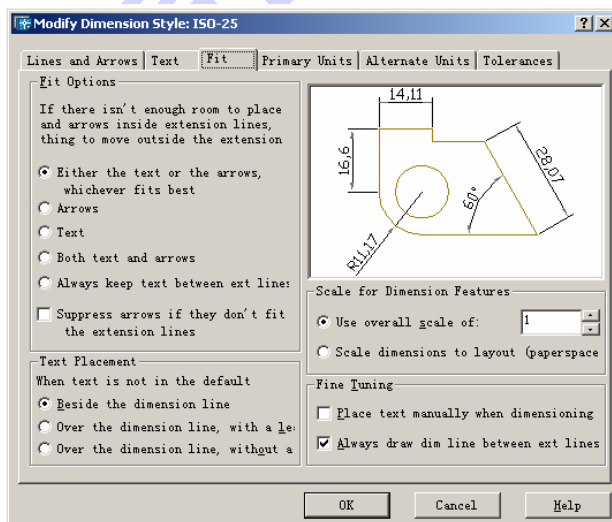 Modify Dimension Style: ISO-25
Lines and Arrows
Text
Fit
Primary Units
Alternate Units
Tolerances
Fit Options
If there isn't enough room to place
and arrows inside extension lines,
thing to move outside the extension
Either the text or the arrows,
whichever fits best
Arrows
Text
Both text and arrows
Always keep text between ext lines
Suppress arrows if they don't fit
the extension lines
Text Placement
When text is not in the default
Beside the dimension line
Over the dimension line, with a le
Over the dimension line, without a
14,11
16,6
28,07
60°
R11,17
Scale for Dimension Features
Use overall scale of:
1
Scale dimensions to layout (paperspace
Fine Tuning
Place text manually when dimensioning
Always draw dim line between ext lines
OK
Cancel
Help